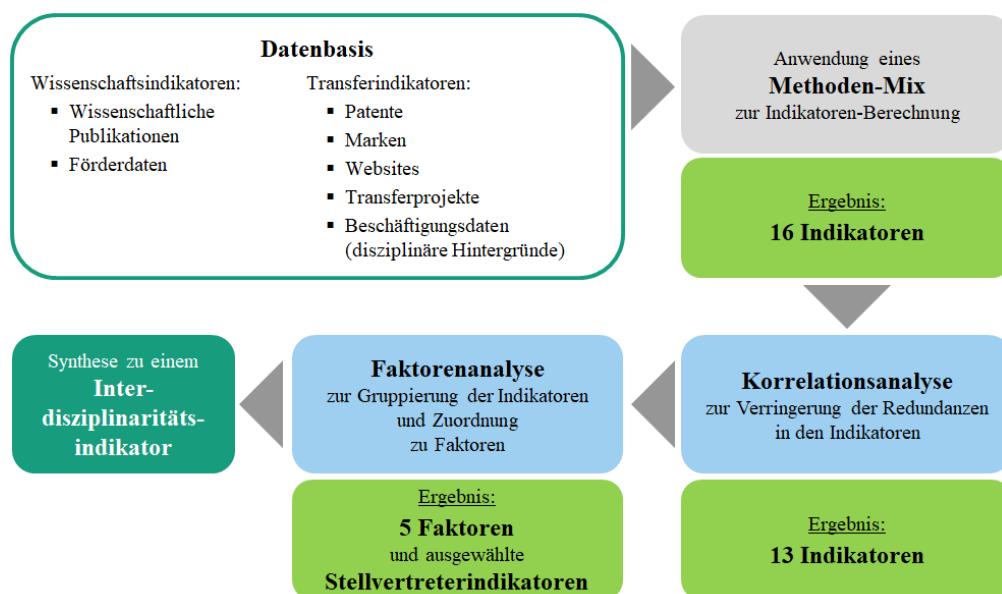 Datenbasis
Wissenschaftsindikatoren:
▪ Wissenschaftliche
Publikationen
▪ Förderdaten
Transferindikatoren:
▪ Patente
▪ Marken
▪ Websites
▪ Transferprojekte
▪ Beschäftigungsdaten
(disziplinäre Hintergründe)
Anwendung eines
Methoden-Mix
zur Indikatoren-Berechnung
Ergebnis:
16 Indikatoren
Korrelationsanalyse
zur Verringerung der Redundanzen
in den Indikatoren
Ergebnis:
13 Indikatoren
Faktorenanalyse
zur Gruppierung der Indikatoren
und Zuordnung
zu Faktoren
Ergebnis:
5 Faktoren
und ausgewählte
Stellvertreterindikatoren
Synthese zu einem
Inter-
disziplinaritäts-
indikator